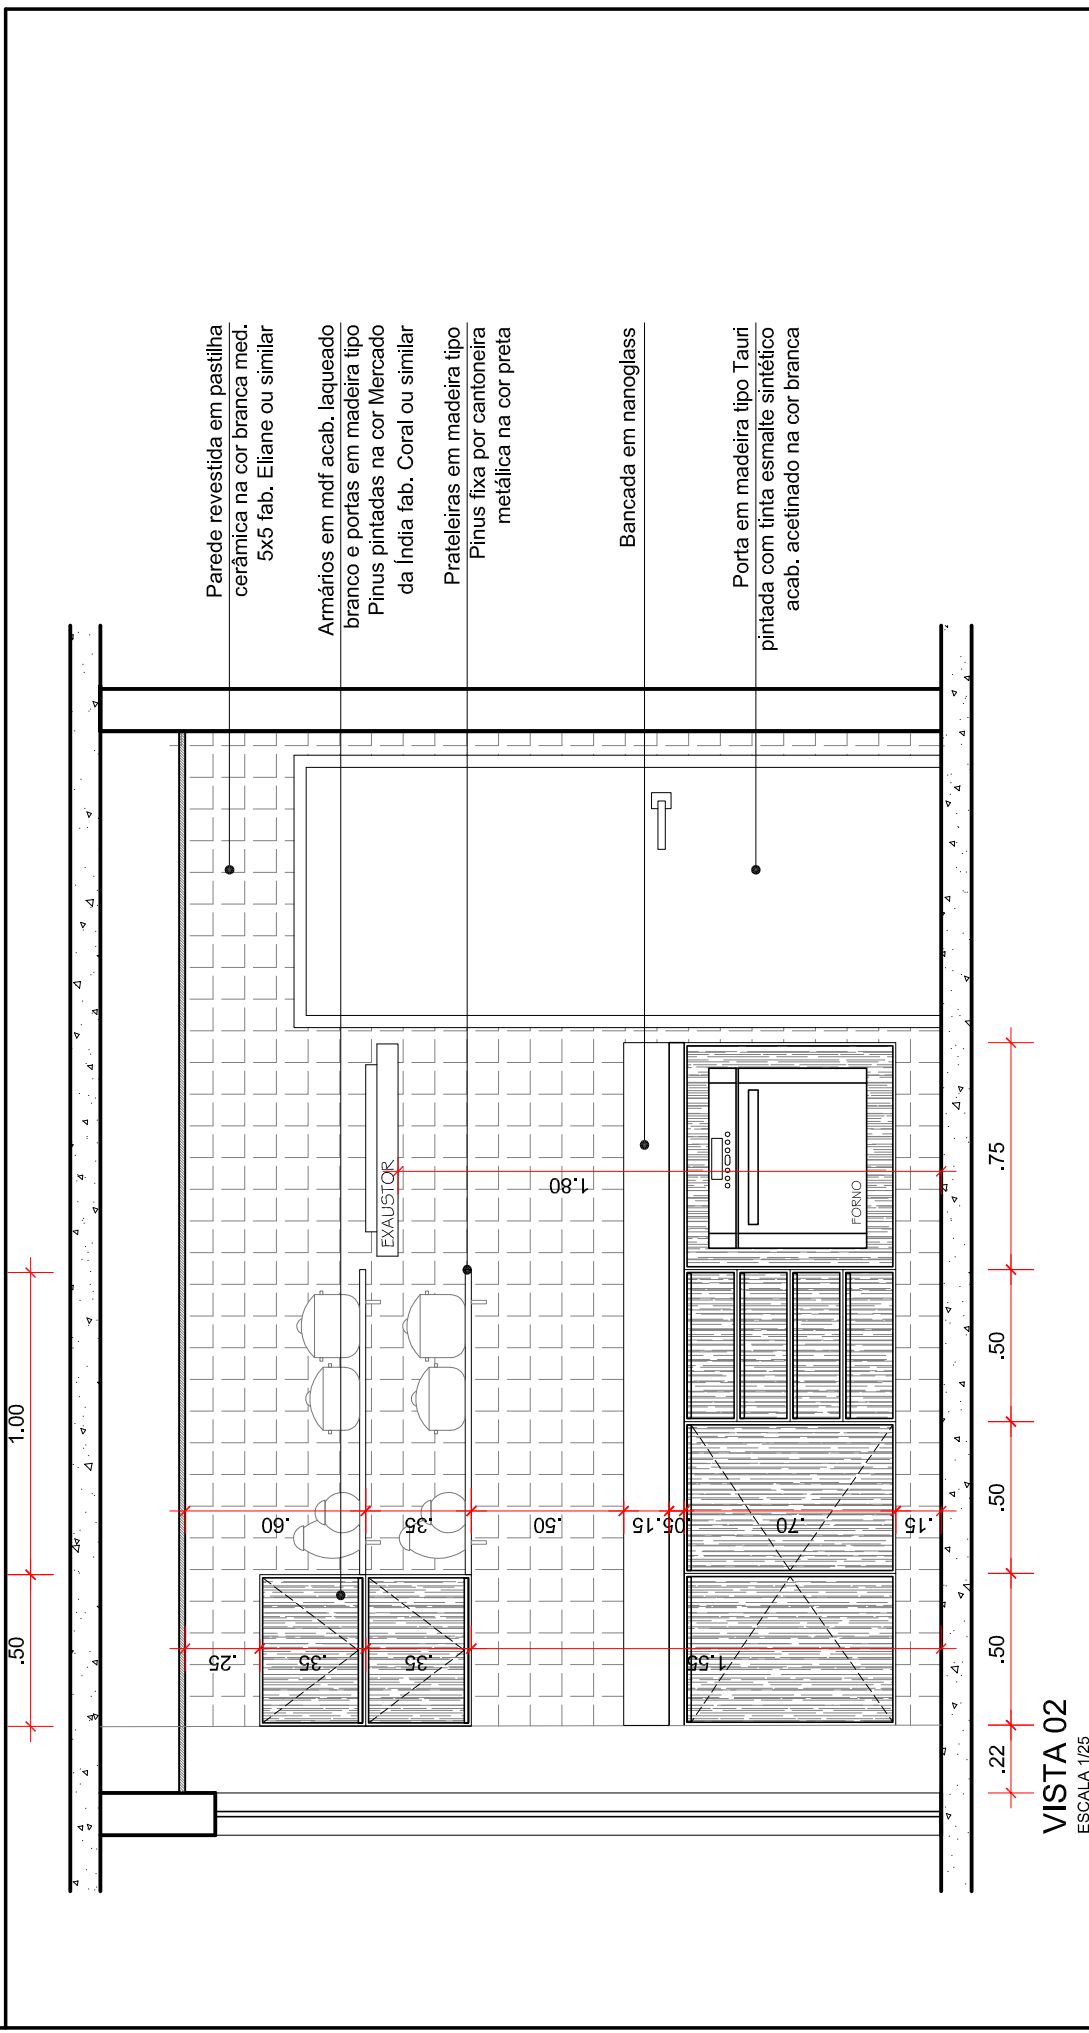 Parede revestida em pastilha
cerâmica na cor branca med.
5x5 fab. Eliane ou similar
Armários em mdf acab. laqueado
branco e portas em madeira tipo
Pinus pintadas na cor Mercado
da Índia fab. Coral ou similar
Prateleiras em madeira tipo
Pinus fixa por cantoneira
metálica na cor preta
Bancada em nanoglass
Porta em madeira tipo Tauri
pintada com tinta esmalte sintético
acab. acetinado na cor branca
.50
1.00
EXAUSTOR
1.80
FORNO
.60
.35
.50
.15
.05
.70
.15
.25
.35
.35
1.55
.22
.50
.50
.50
.75
VISTA 02
ESCALA 1/25